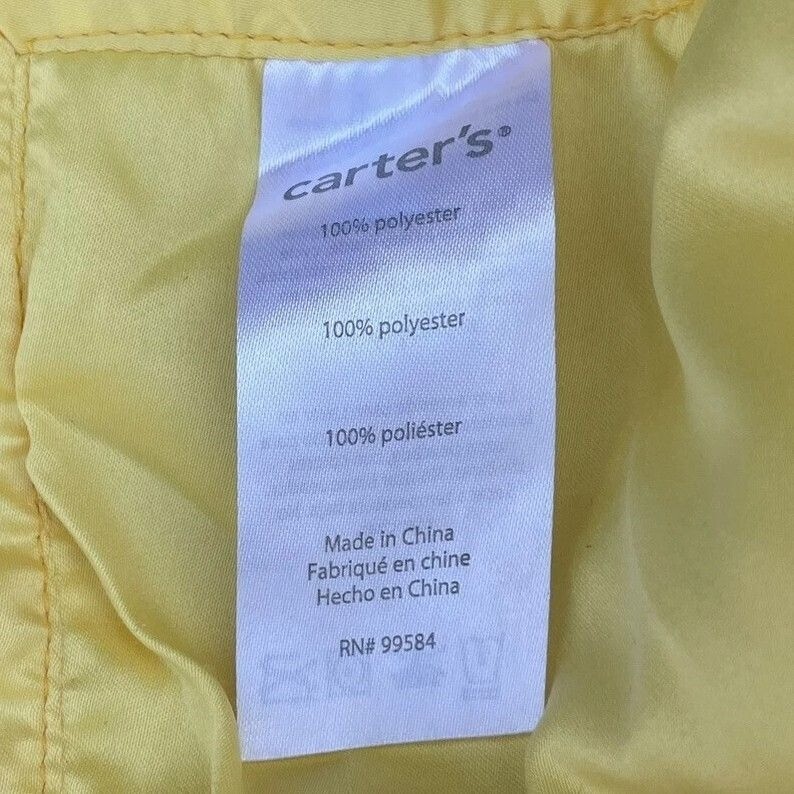 carter's®
100% polyester
100% polyester
100% poliéster
Made in China
Fabriqué en chine
Hecho en China
RN# 99584